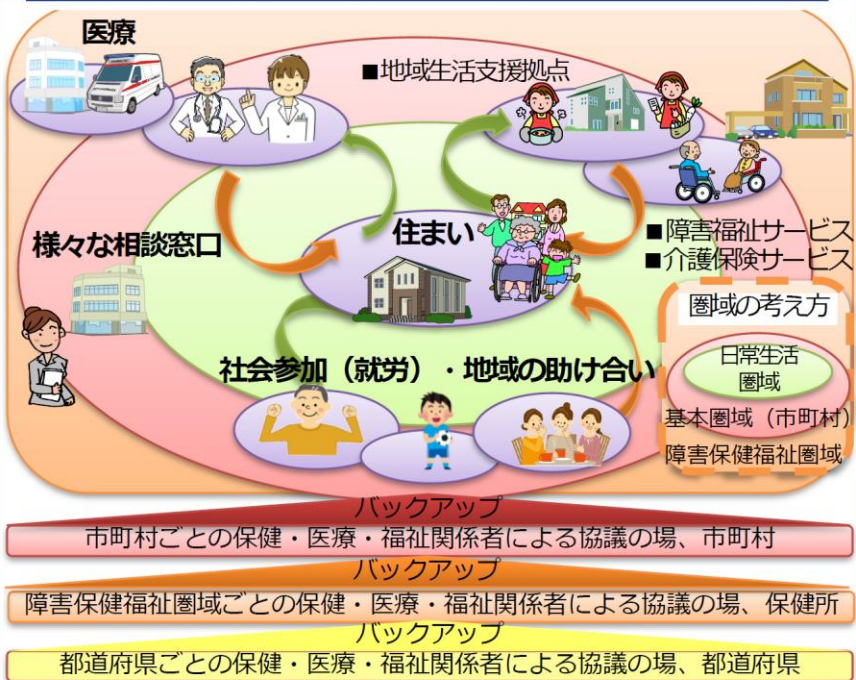 医療
■地域生活支援拠点
様々な相談窓口
住まい
■障害福祉サービス
■介護保険サービス
圏域の考え方
日常生活
圏域
基本圏域（市町村）
障害保健福祉圏域
社会参加（就労）・地域の助け合い
バックアップ
市町村ごとの保健・医療・福祉関係者による協議の場、市町村
バックアップ
障害保健福祉圏域ごとの保健・医療・福祉関係者による協議の場、保健所
バックアップ
都道府県ごとの保健・医療・福祉関係者による協議の場、都道府県